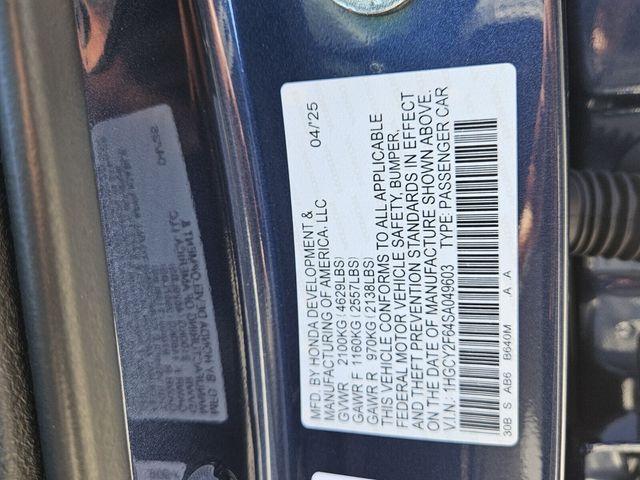 MFD. BY HONDA DEVELOPMENT & 04/'25
MANUFACTURING OF AMERICA. LLC
GVWR 2100KG(4629LBS)
GAWR F 1160KG(2557LBS)
GAWR R 970KG(2138LBS)
THIS VEHICLE CONFORMS TO ALL APPLICABLE
FEDERAL MOTOR VEHICLE SAFETY, BUMPER,
AND THEFT PREVENTION STANDARDS IN EFFECT
ON THE DATE OF MANUFACTURE SHOWN ABOVE.
V.I.N.: 1HGCY2F64SA049603 TYPE: PASSENGER CAR
30B S AB6 B640M A A